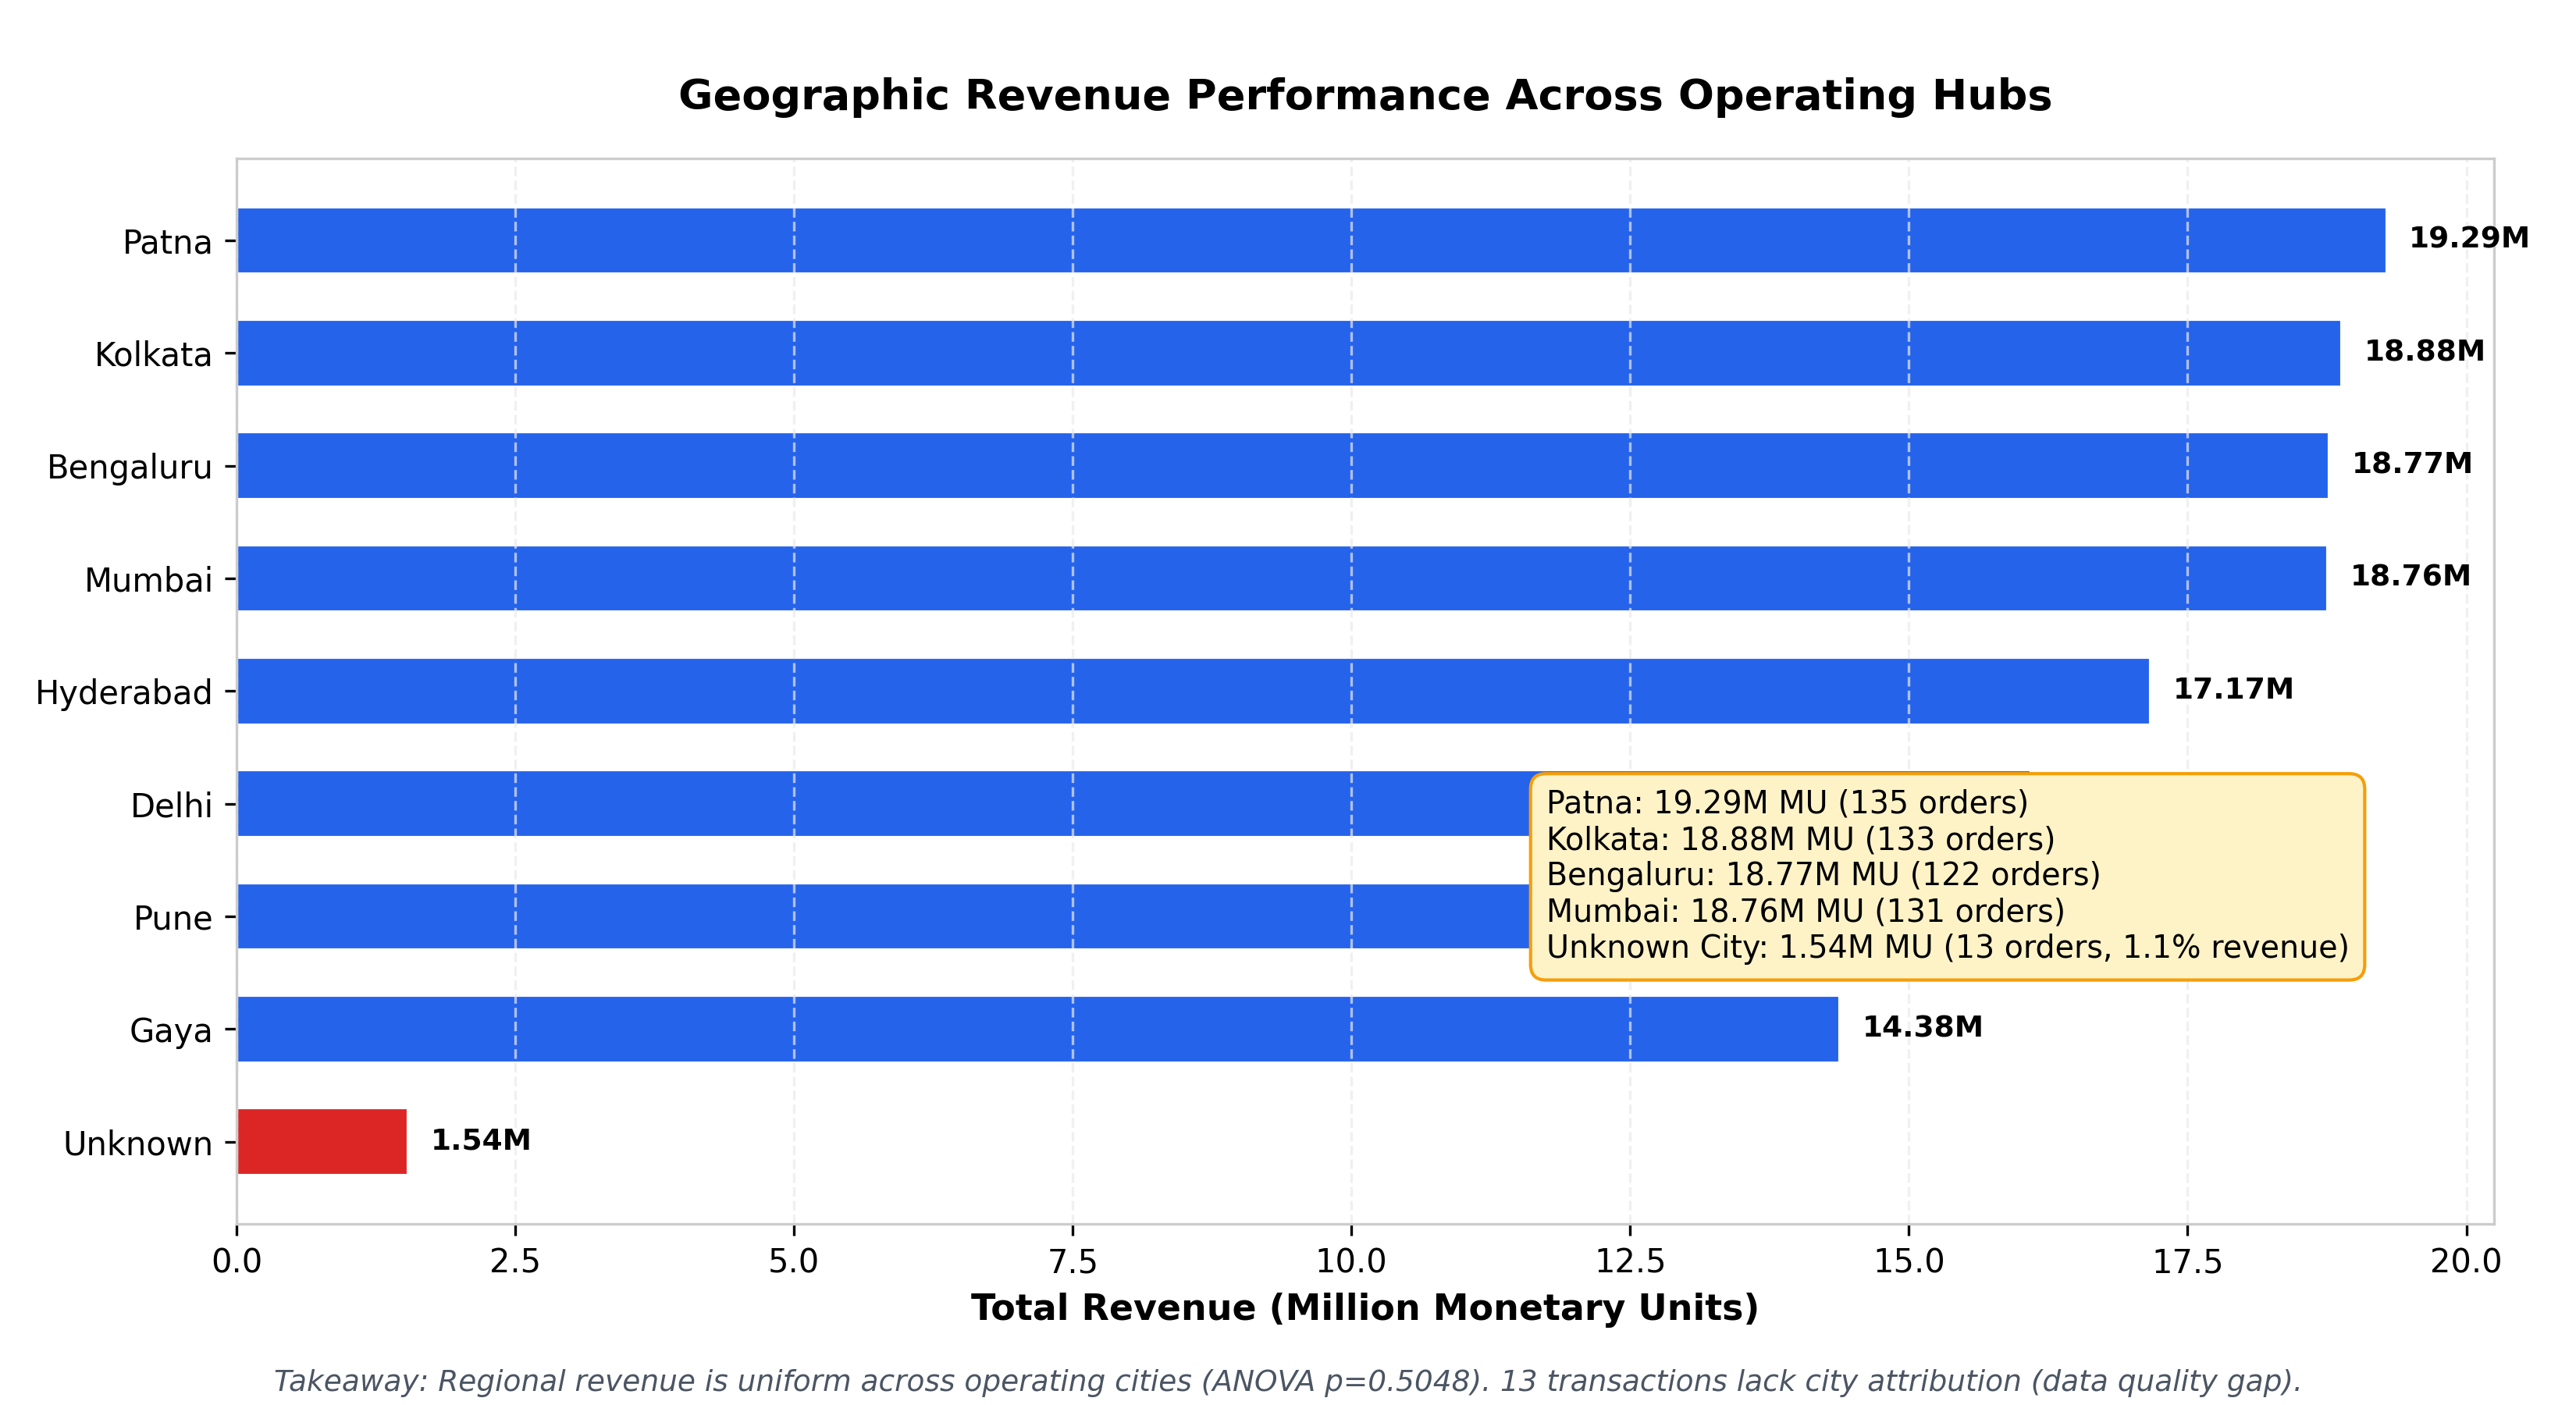 Geographic Revenue Performance Across Operating Hubs
Patna 19.29M
Kolkata 18.88M
Bengaluru 18.77M
Mumbai 18.76M
Hyderabad 17.17M
Delhi
Pune
Gaya 14.38M
Unknown 1.54M
Patna: 19.29M MU (135 orders)
Kolkata: 18.88M MU (133 orders)
Bengaluru: 18.77M MU (122 orders)
Mumbai: 18.76M MU (131 orders)
Unknown City: 1.54M MU (13 orders, 1.1% revenue)
0.0 2.5 5.0 7.5 10.0 12.5 15.0 17.5 20.0
Total Revenue (Million Monetary Units)
Takeaway: Regional revenue is uniform across operating cities (ANOVA p=0.5048). 13 transactions lack city attribution (data quality gap).